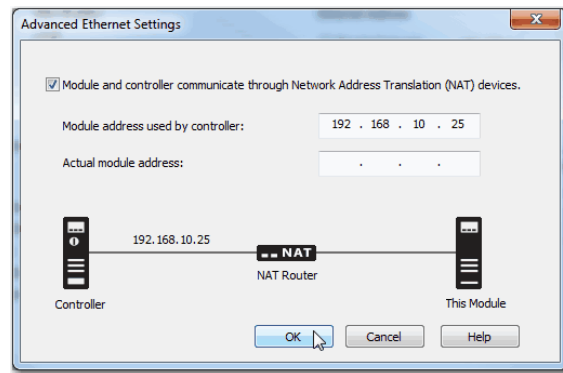 Advanced Ethernet Settings
Module and controller communicate through Network Address Translation (NAT) devices.
Module address used by controller: 192 . 168 . 10 . 25
Actual module address: . . .
192.168.10.25
NAT
NAT Router
Controller
This Module
OK Cancel Help